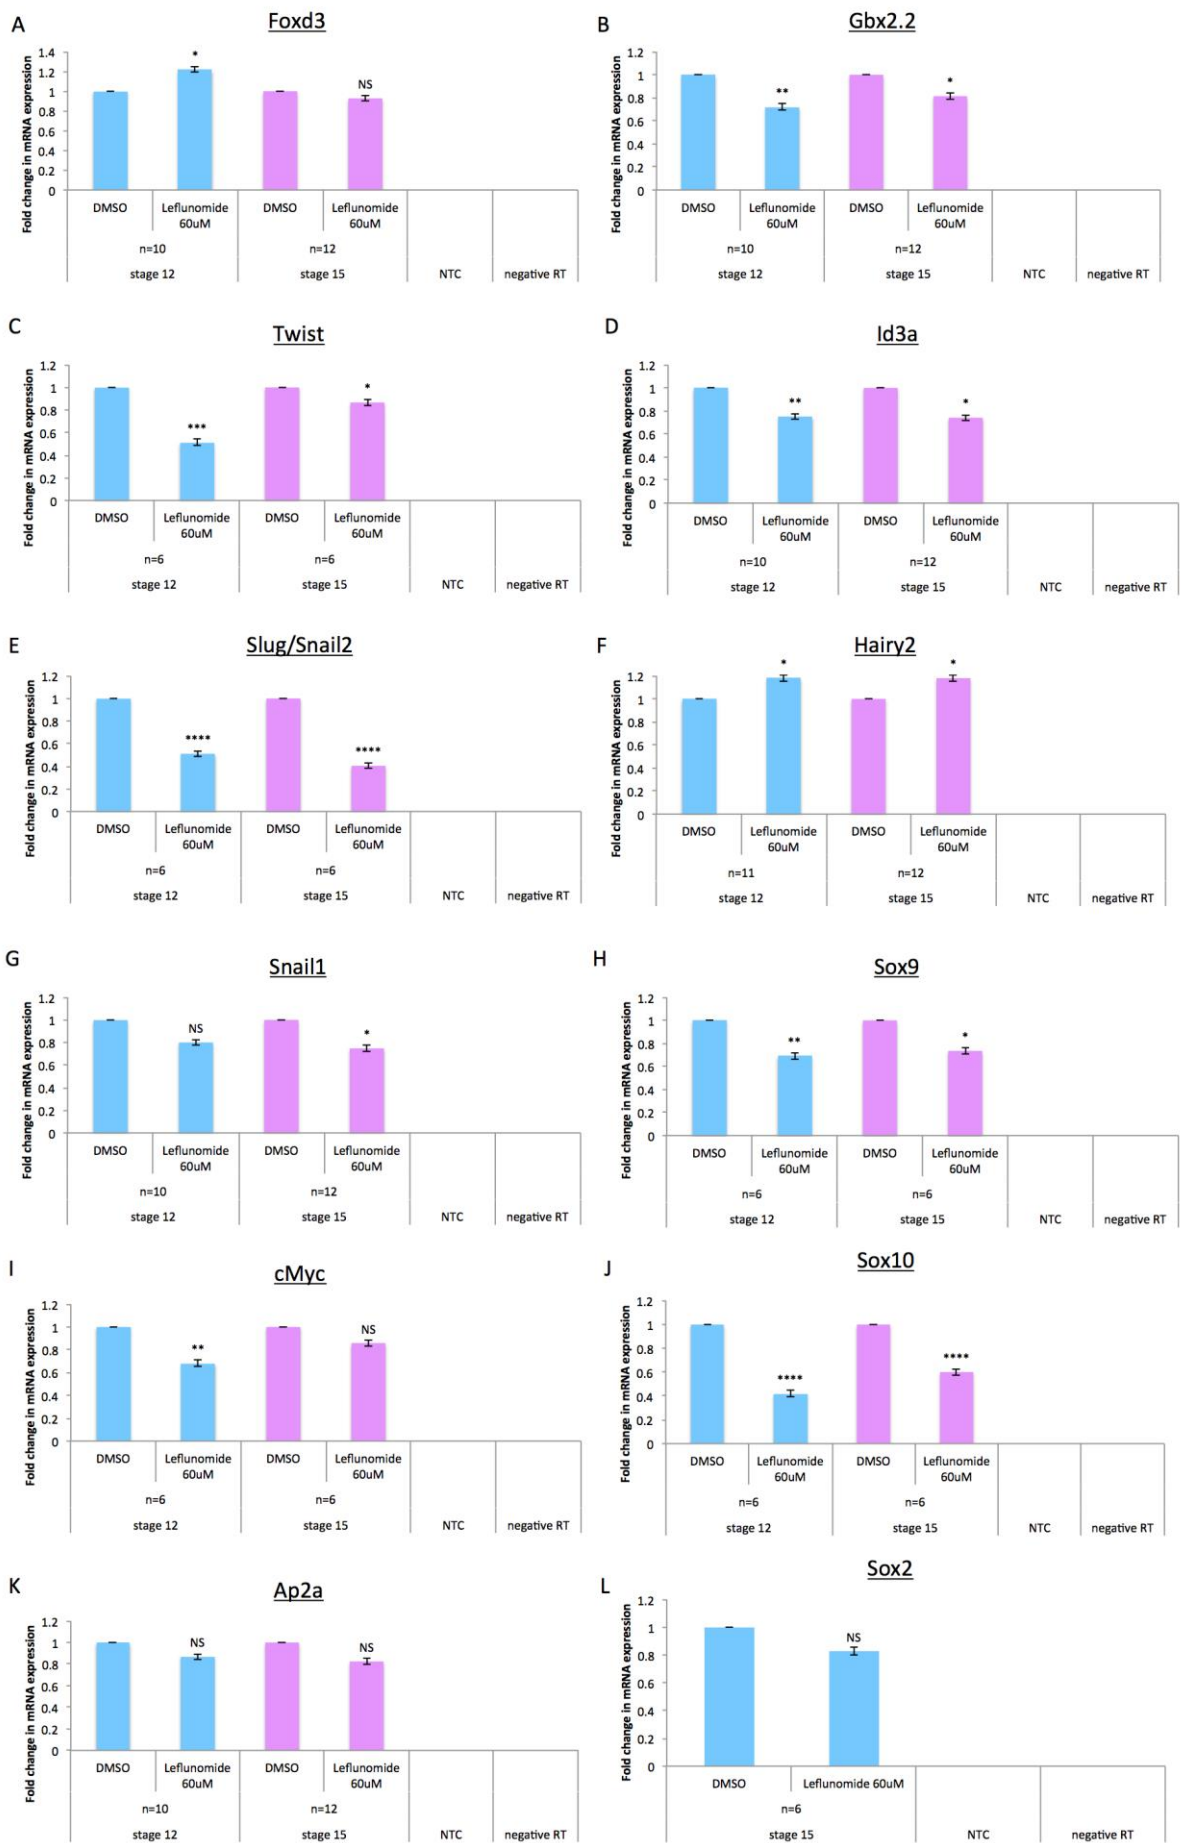 A
Foxd3
Fold change in mRNA expression
1.4
1.2
1
0.8
0.6
0.4
0.2
0
*
NS
DMSO Leflunomide 60uM DMSO Leflunomide 60uM
n=10 n=12
stage 12 stage 15 NTC negative RT
B
Gbx2.2
Fold change in mRNA expression
1.2
1
0.8
0.6
0.4
0.2
0
**
*
DMSO Leflunomide 60uM DMSO Leflunomide 60uM
n=10 n=12
stage 12 stage 15 NTC negative RT
C
Twist
Fold change in mRNA expression
1.2
1
0.8
0.6
0.4
0.2
0
***
*
DMSO Leflunomide 60uM DMSO Leflunomide 60uM
n=6 n=6
stage 12 stage 15 NTC negative RT
D
Id3a
Fold change in mRNA expression
1.2
1
0.8
0.6
0.4
0.2
0
**
*
DMSO Leflunomide 60uM DMSO Leflunomide 60uM
n=10 n=12
stage 12 stage 15 NTC negative RT
E
Slug/Snail2
Fold change in mRNA expression
1.2
1
0.8
0.6
0.4
0.2
0
****
****
DMSO Leflunomide 60uM DMSO Leflunomide 60uM
n=6 n=6
stage 12 stage 15 NTC negative RT
F
Hairy2
Fold change in mRNA expression
1.2
1
0.8
0.6
0.4
0.2
0
*
*
DMSO Leflunomide 60uM DMSO Leflunomide 60uM
n=11 n=12
stage 12 stage 15 NTC negative RT
G
Snail1
Fold change in mRNA expression
1.2
1
0.8
0.6
0.4
0.2
0
NS
*
DMSO Leflunomide 60uM DMSO Leflunomide 60uM
n=10 n=12
stage 12 stage 15 NTC negative RT
H
Sox9
Fold change in mRNA expression
1.2
1
0.8
0.6
0.4
0.2
0
**
*
DMSO Leflunomide 60uM DMSO Leflunomide 60uM
n=6 n=6
stage 12 stage 15 NTC negative RT
I
cMyc
Fold change in mRNA expression
1.2
1
0.8
0.6
0.4
0.2
0
**
NS
DMSO Leflunomide 60uM DMSO Leflunomide 60uM
n=6 n=6
stage 12 stage 15 NTC negative RT
J
Sox10
Fold change in mRNA expression
1.2
1
0.8
0.6
0.4
0.2
0
****
****
DMSO Leflunomide 60uM DMSO Leflunomide 60uM
n=6 n=6
stage 12 stage 15 NTC negative RT
K
Ap2a
Fold change in mRNA expression
1.2
1
0.8
0.6
0.4
0.2
0
NS
NS
DMSO Leflunomide 60uM DMSO Leflunomide 60uM
n=10 n=12
stage 12 stage 15 NTC negative RT
L
Sox2
Fold change in mRNA expression
1.2
1
0.8
0.6
0.4
0.2
0
NS
DMSO Leflunomide 60uM
n=6
stage 15 NTC negative RT